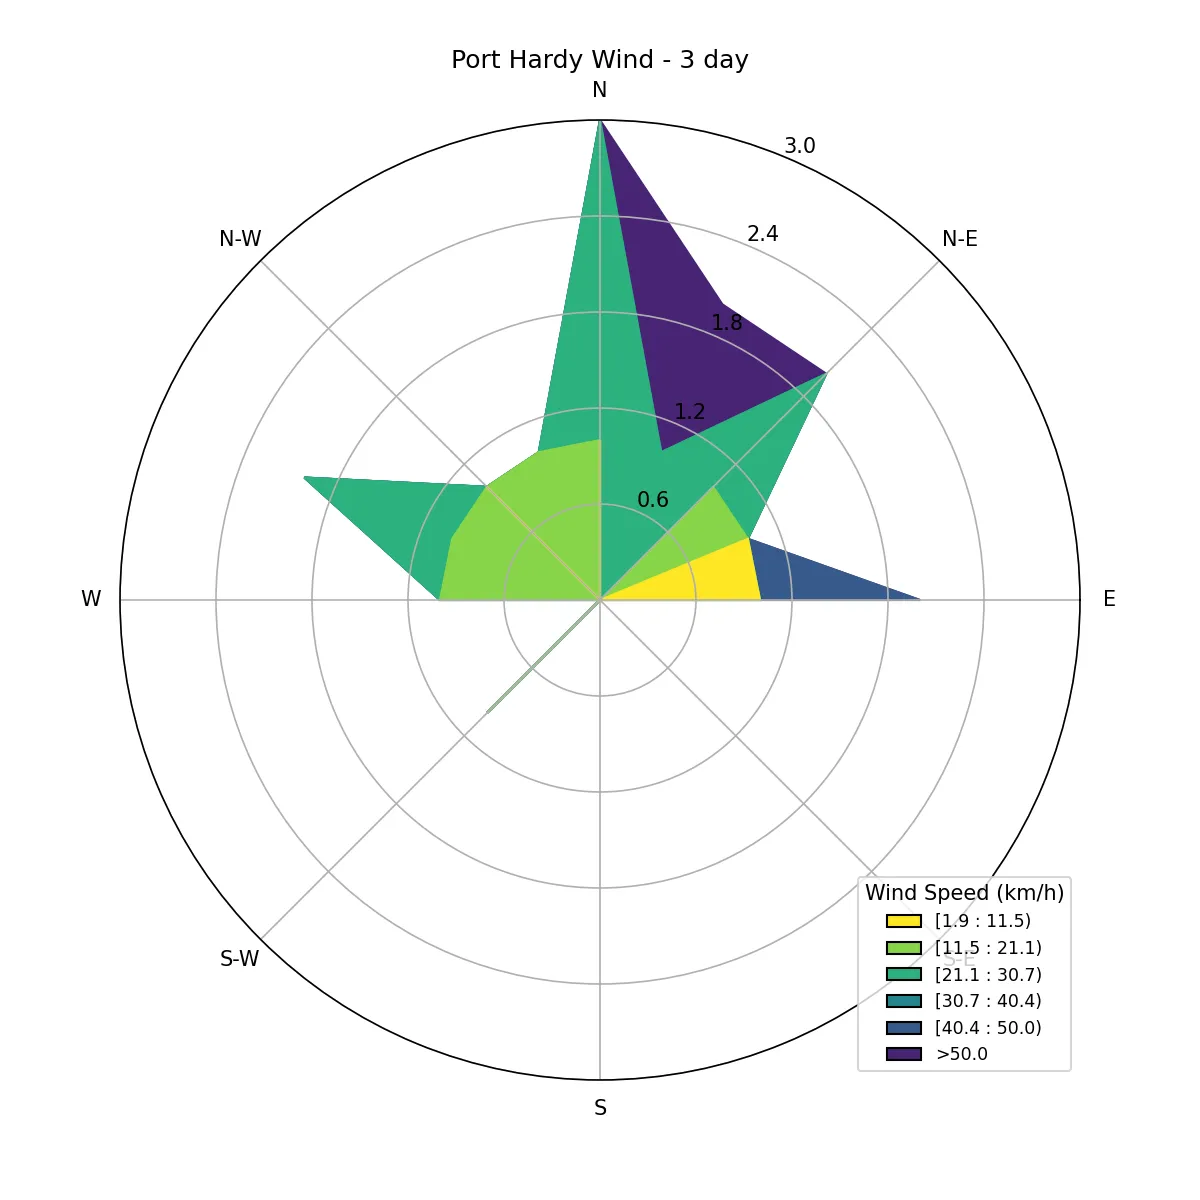 Port Hardy Wind - 3 day
N
3.0
2.4
N-W
N-E
1.8
1.2
0.6
W
E
Wind Speed (km/h)
[1.9 : 11.5)
[11.5 : 21.1)
S-W
S-E
[21.1 : 30.7)
[30.7 : 40.4)
[40.4 : 50.0)
>50.0
S